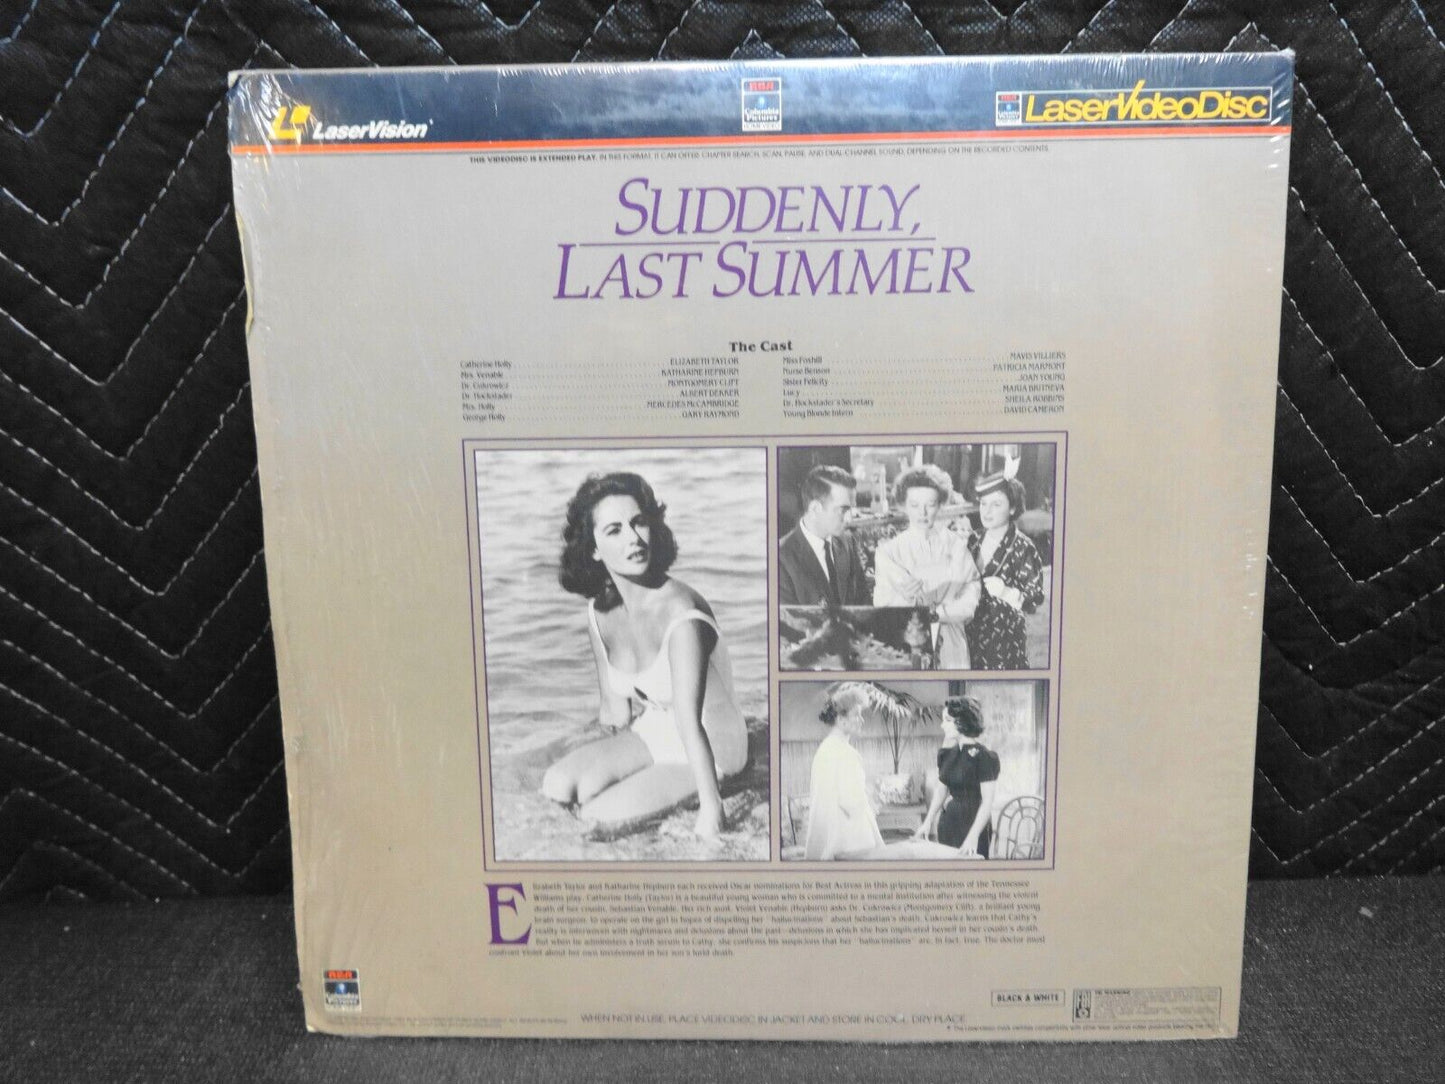 LaserVision
RCA
Columbia
Pictures
HOME VIDEO
LaserVideoDisc
THIS VIDEODISC IS EXTENDED PLAY. IN THIS FORMAT, IT CAN OFFER: CHAPTER SEARCH, SCAN, PAUSE, AND DUAL-CHANNEL SOUND, DEPENDING ON THE RECORDED CONTENTS.
SUDDENLY,
LAST SUMMER
The Cast
Catherine Holly ELIZABETH TAYLOR
Mrs. Venable KATHARINE HEPBURN
Dr. Cukrowicz MONTGOMERY CLIFT
Dr. Hockstader ALBERT DEKKER
Mrs. Holly MERCEDES McCAMBRIDGE
George Holly GARY RAYMOND
Miss Foxhill MAVIS VILLIERS
Nurse Benson PATRICIA MARMONT
Sister Felicity JOAN YOUNG
Lucy MARIA BRITNEVA
Dr. Hockstader's Secretary SHEILA ROBBINS
Young Blonde Intern DAVID CAMERON
Elizabeth Taylor and Katharine Hepburn each received Oscar nominations for Best Actress in this gripping adaptation of the Tennessee
Williams play. Catherine Holly (Taylor) is a beautiful young woman who is committed to a mental institution after witnessing the violent
death of her cousin, Sebastian Venable. Her rich aunt, Violet Venable (Hepburn) asks Dr. Cukrowicz (Montgomery Clift), a brilliant young
brain surgeon, to operate on the girl in hopes of dispelling her "hallucinations" about Sebastian's death. Cukrowicz learns that Cathy's
reality is interwoven with nightmares and delusions about the past—delusions in which she has implicated herself in her cousin's death.
But when he administers a truth serum to Cathy, she confirms his suspicions that her "hallucinations" are, in fact, true. The doctor must
confront Violet about her own involvement in her son's lurid death.
RCA
Columbia
Pictures
BLACK & WHITE
WHEN NOT IN USE, PLACE VIDEODISC IN JACKET AND STORE IN COOL, DRY PLACE.